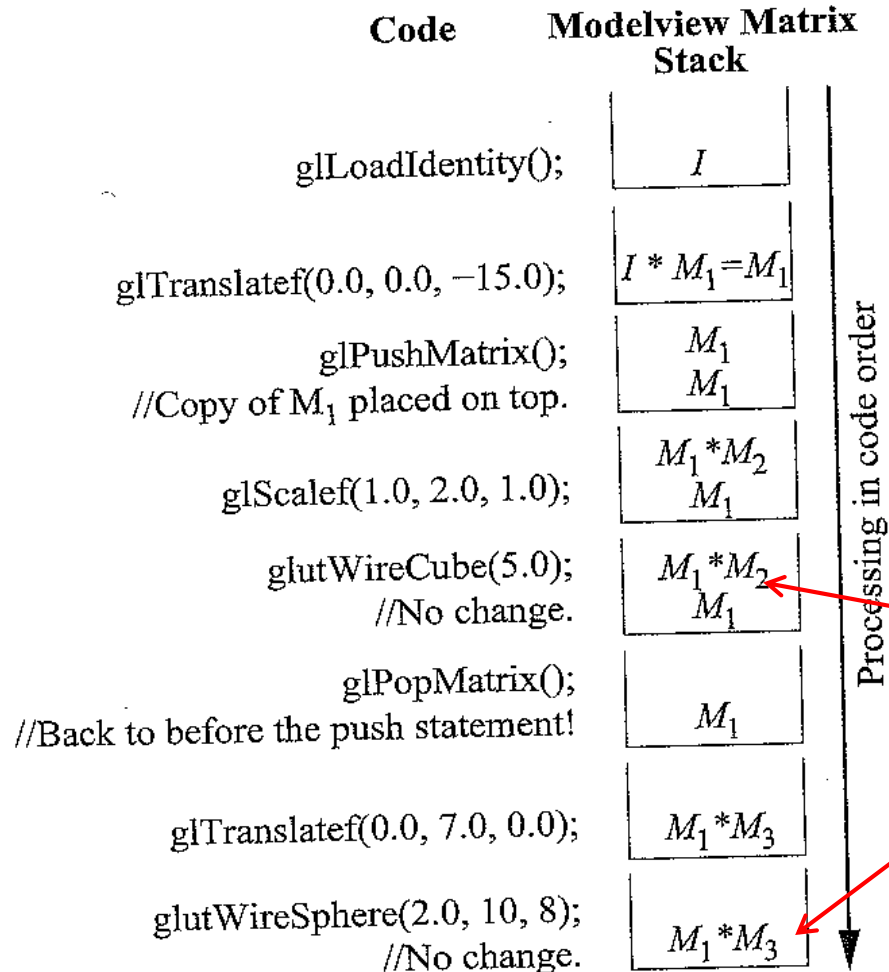 Code Modelview Matrix
Stack
glLoadIdentity(); I
glTranslatef(0.0, 0.0, −15.0); I * M₁=M₁
glPushMatrix(); M₁
//Copy of M₁ placed on top. M₁
M₁*M₂
glScalef(1.0, 2.0, 1.0); M₁
glutWireCube(5.0); M₁*M₂
//No change. M₁
glPopMatrix();
//Back to before the push statement! M₁
glTranslatef(0.0, 7.0, 0.0); M₁*M₃
glutWireSphere(2.0, 10, 8);
//No change. M₁*M₃
Processing in code order